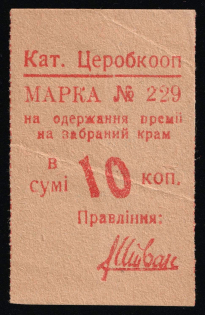 Кат. Церобкооп
МАРКА № 229
на одержання премії
на забраний крам
в
сумі 10 коп.
Правління: